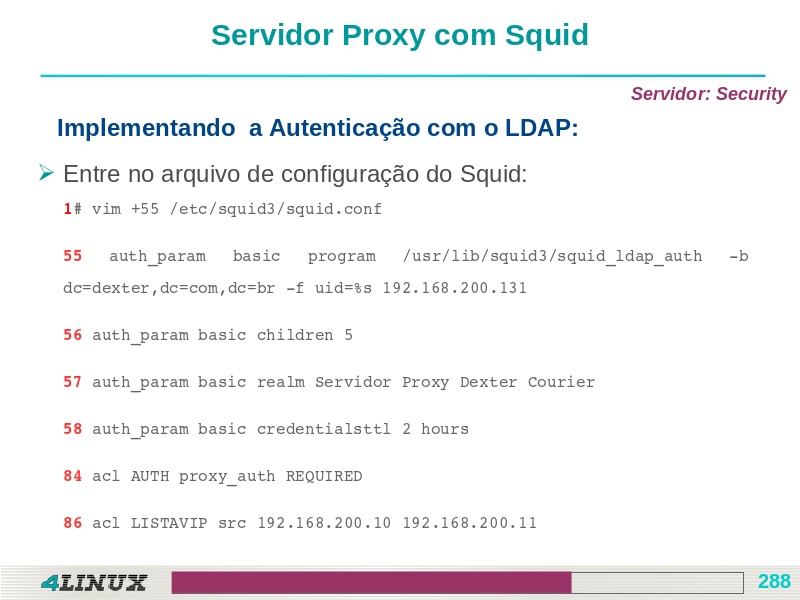 Servidor Proxy com Squid
Servidor: Security
Implementando  a Autenticação com o LDAP:
Entre no arquivo de configuração do Squid:
1# vim +55 /etc/squid3/squid.conf
55 auth_param basic program /usr/lib/squid3/squid_ldap_auth -b
dc=dexter,dc=com,dc=br -f uid=%s 192.168.200.131
56 auth_param basic children 5
57 auth_param basic realm Servidor Proxy Dexter Courier
58 auth_param basic credentialsttl 2 hours
84 acl AUTH proxy_auth REQUIRED
86 acl LISTAVIP src 192.168.200.10 192.168.200.11
4LINUX
288